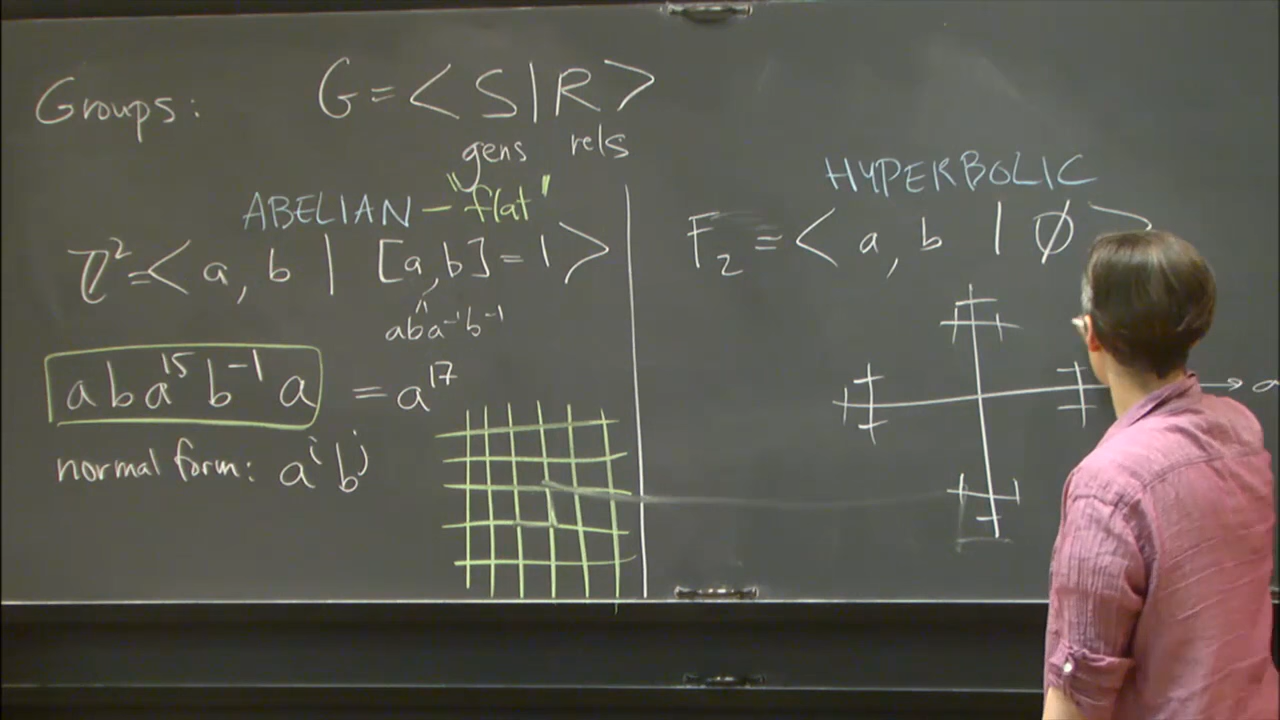 Groups: G = < S | R >
gens rels
ABELIAN - "flat"
ℤ² = < a, b | [a,b] = 1 >
aba⁻¹b⁻¹
aba¹⁵b⁻¹a = a¹⁷
normal form: aⁱbʲ
HYPERBOLIC
F₂ = < a, b | ∅ >
a